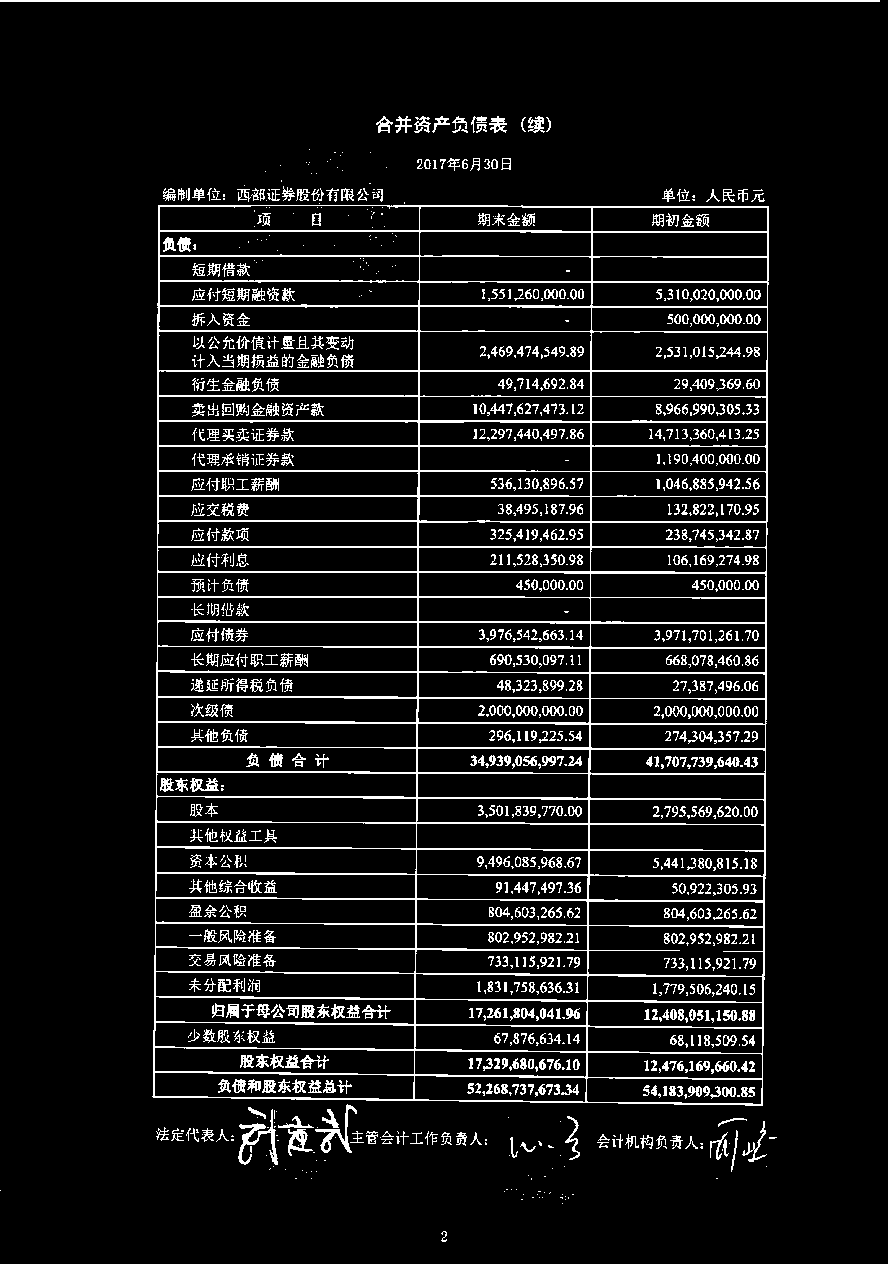 合并资产负债表（续）
2017年6月30日
编制单位：西部证券股份有限公司 单位：人民币元
项 目 期末金额 期初金额
负债：
短期借款 -
应付短期融资款 1,551,260,000.00 5,310,020,000.00
拆入资金 - 500,000,000.00
以公允价值计量且其变动
计入当期损益的金融负债 2,469,474,549.89 2,531,015,244.98
衍生金融负债 49,714,692.84 29,409,369.60
卖出回购金融资产款 10,447,627,473.12 8,966,990,305.33
代理买卖证券款 12,297,440,497.86 14,713,360,413.25
代理承销证券款 - 1,190,400,000.00
应付职工薪酬 536,130,896.57 1,046,885,942.56
应交税费 38,495,187.96 132,822,170.95
应付款项 325,419,462.95 238,745,342.87
应付利息 211,528,350.98 106,169,274.98
预计负债 450,000.00 450,000.00
长期借款 -
应付债券 3,976,542,663.14 3,971,701,261.70
长期应付职工薪酬 690,530,097.11 668,078,460.86
递延所得税负债 48,323,899.28 27,387,496.06
次级债 2,000,000,000.00 2,000,000,000.00
其他负债 296,119,225.54 274,304,357.29
负 债 合 计 34,939,056,997.24 41,707,739,640.43
股东权益：
股本 3,501,839,770.00 2,795,569,620.00
其他权益工具
资本公积 9,496,085,968.67 5,441,380,815.18
其他综合收益 91,447,497.36 50,922,305.93
盈余公积 804,603,265.62 804,603,265.62
一般风险准备 802,952,982.21 802,952,982.21
交易风险准备 733,115,921.79 733,115,921.79
未分配利润 1,831,758,636.31 1,779,506,240.15
归属于母公司股东权益合计 17,261,804,041.96 12,408,051,150.88
少数股东权益 67,876,634.14 68,118,509.54
股东权益合计 17,329,680,676.10 12,476,169,660.42
负债和股东权益总计 52,268,737,673.34 54,183,909,300.85
法定代表人： 主管会计工作负责人： 会计机构负责人：
2